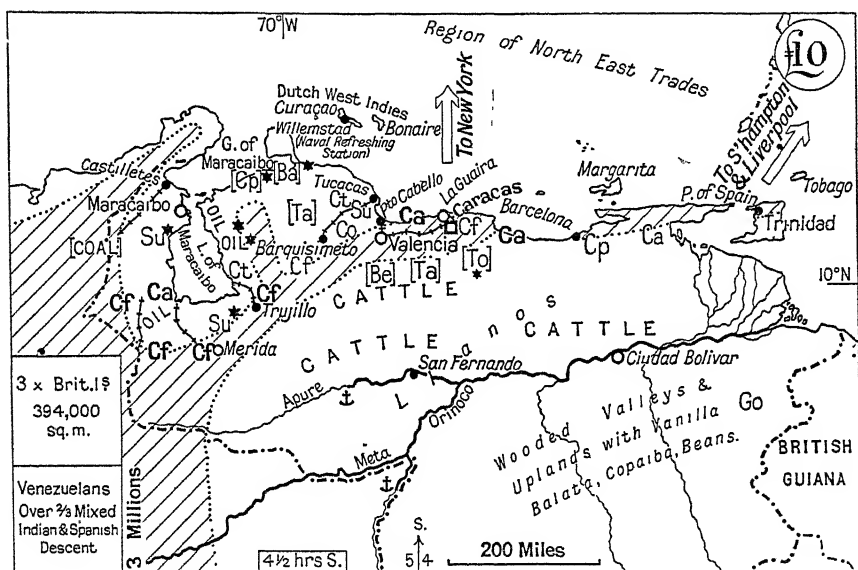 70°W
Region of North East Trades
£10
Dutch West Indies
Curaçao
Bonaire
Willemstad
(Naval Refreshing
Station)
To New York
To S'hampton
& Liverpool
Castilletes
G. of
Maracaibo
[Cp]
[Ba]
Tucacas
Pto Cabello
La Guaira
Caracas
Margarita
P. of Spain
Tobago
Trinidad
Maracaibo
OIL
[Ta]
Ct.
Su
Co
Ca
Cf
Barcelona
[COAL]
Su
L. of
Maracaibo
OIL
Barquisimeto
Valencia
Ca
Cp
Ca
Ct.
Cf
[Be]
[Ta]
[To]
10°N
Cf
Ca
Cf
Trujillo
CATTLE
OIL
Su
CATTLE
CATTLE
Llanos
Cf
Cf
Merida
San Fernando
Ciudad Bolivar
3 x Brit. Is
394,000
sq. m.
Apure
Orinoco
Meta
Wooded Valleys &
Uplands with Vanilla
Balata, Copaiba, Beans.
Go
BRITISH
GUIANA
Venezuelans
Over ⅔ Mixed
Indian & Spanish
Descent
3 Millions
4½ hrs S.
S.
5 4
200 Miles